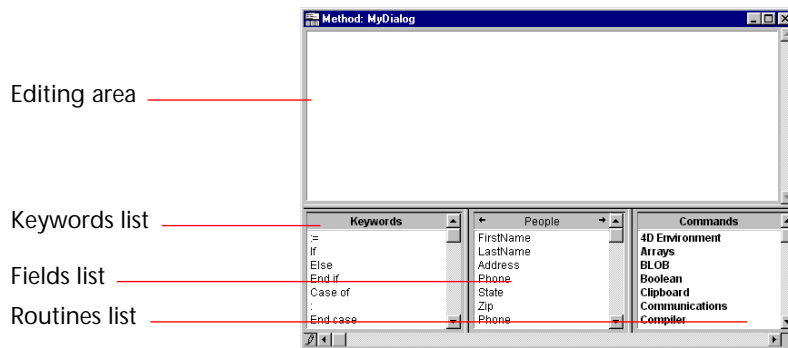 Method: MyDialog
Editing area
Keywords list
Fields list
Routines list
Keywords
:=
If
Else
End if
Case of
:
End case
People
FirstName
LastName
Address
Phone
State
Zip
Phone
Commands
4D Environment
Arrays
BLOB
Boolean
Clipboard
Communications
Compiler